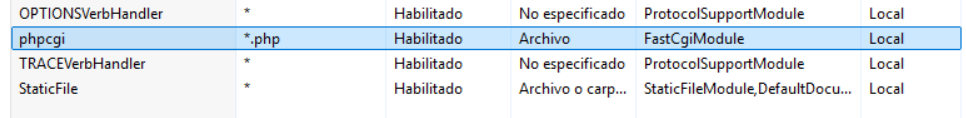 OPTIONSVerbHandler * Habilitado No especificado ProtocolSupportModule Local
phpcgi *.php Habilitado Archivo FastCgiModule Local
TRACEVerbHandler * Habilitado No especificado ProtocolSupportModule Local
StaticFile * Habilitado Archivo o carp... StaticFileModule,DefaultDocu... Local